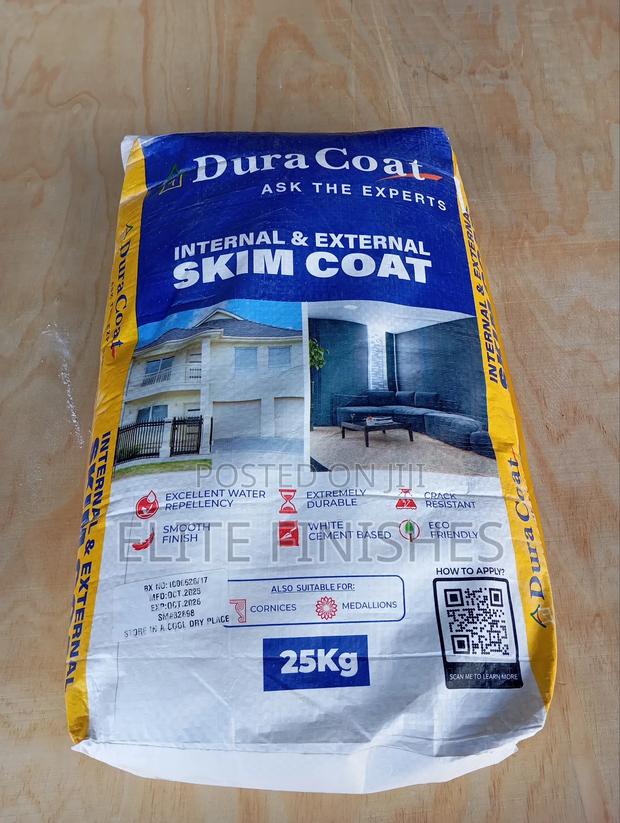 DuraCoat
ASK THE EXPERTS
INTERNAL & EXTERNAL
SKIM COAT
DuraCoat
INTERNAL & EXTERNAL
POSTED ON JIJI
ELITE FINISHES
EXCELLENT WATER
REPELLENCY
EXTREMELY
DURABLE
CRACK
RESISTANT
SMOOTH
FINISH
WHITE
CEMENT BASED
ECO
FRIENDLY
INTERNAL & EXTERNAL
SKIM COAT
DuraCoat
MFD:OCT.2025
EXP:OCT.2026
STORE IN A COOL DRY PLACE
ALSO SUITABLE FOR:
CORNICES
MEDALLIONS
HOW TO APPLY?
SCAN ME TO LEARN MORE
25Kg